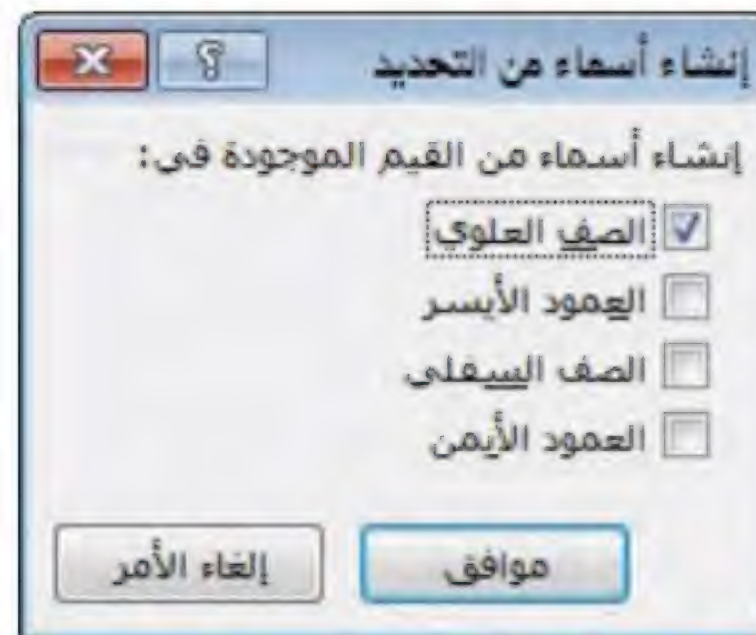 إنشاء أسماء من التحديد ؟
إنشاء أسماء من القيم الموجودة في:
الصف العلوي
العمود الأيسر
الصف السفلي
العمود الأيمن
موافق إلغاء الأمر